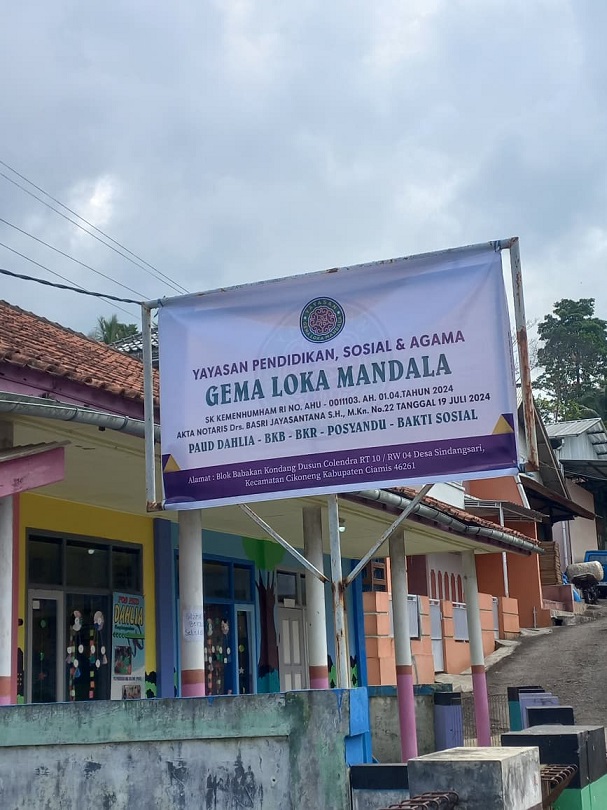 YAYASAN
YAYASAN PENDIDIKAN, SOSIAL & AGAMA
GEMA LOKA MANDALA
SK KEMENHUMHAM RI NO. AHU - 0011103. AH. 01.04.TAHUN 2024
AKTA NOTARIS Drs. BASRI JAYASANTANA S.H., M.Kn. No.22 TANGGAL 19 JULI 2024
PAUD DAHLIA - BKB - BKR - POSYANDU - BAKTI SOSIAL
Alamat : Blok Babakan Kondang Dusun Colendra RT 10 / RW 04 Desa Sindangsari,
Kecamatan Cikoneng Kabupaten Ciamis 46261
DAHLIA